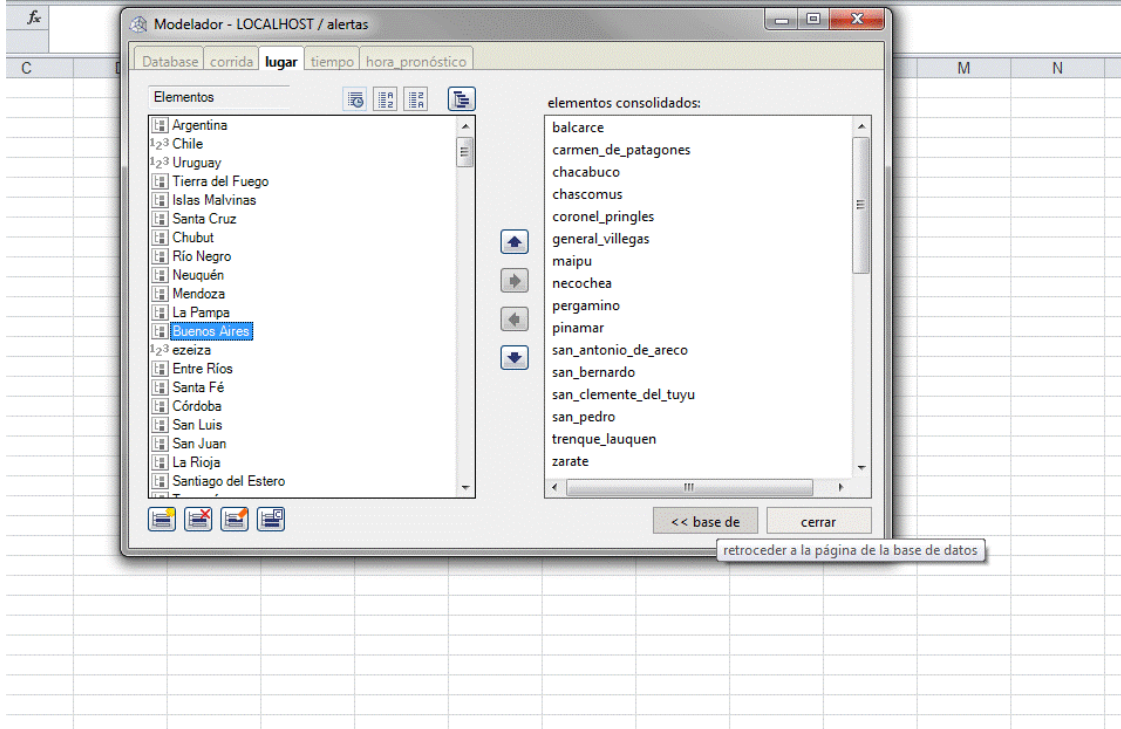 fx
Modelador - LOCALHOST / alertas
Database corrida lugar tiempo hora_pronóstico
C
M
N
Elementos
Argentina
123 Chile
123 Uruguay
Tierra del Fuego
Islas Malvinas
Santa Cruz
Chubut
Río Negro
Neuquén
Mendoza
La Pampa
Buenos Aires
123 ezeiza
Entre Ríos
Santa Fé
Córdoba
San Luis
San Juan
La Rioja
Santiago del Estero
elementos consolidados:
balcarce
carmen_de_patagones
chacabuco
chascomus
coronel_pringles
general_villegas
maipu
necochea
pergamino
pinamar
san_antonio_de_areco
san_bernardo
san_clemente_del_tuyu
san_pedro
trenque_lauquen
zarate
<< base de
cerrar
retroceder a la página de la base de datos